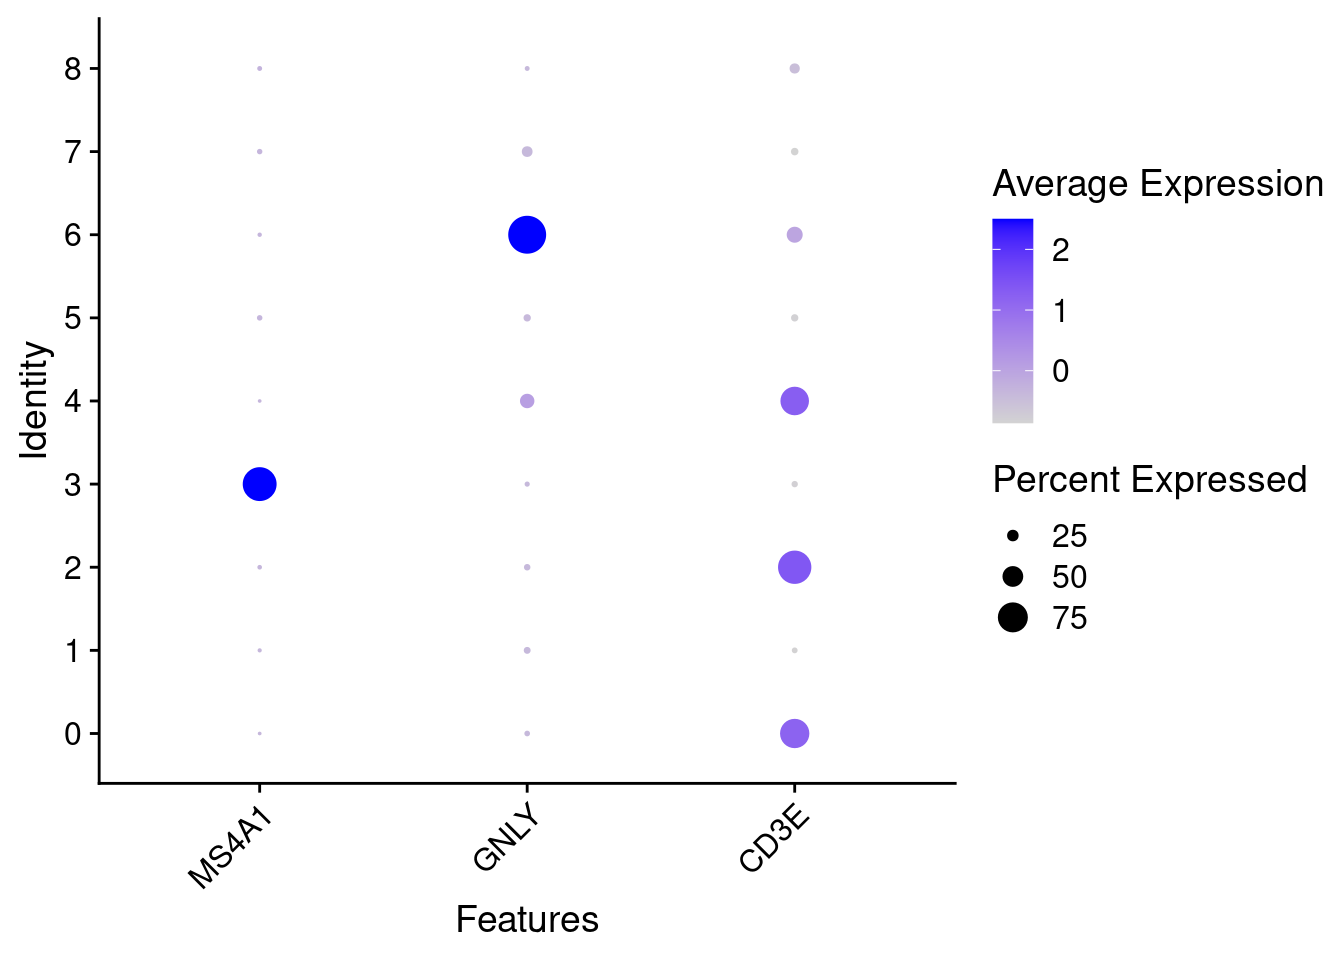 8
7
6
5
4
3
2
1
0
Identity
MS4A1
GNLY
CD3E
Features
Average Expression
2
1
0
Percent Expressed
25
50
75